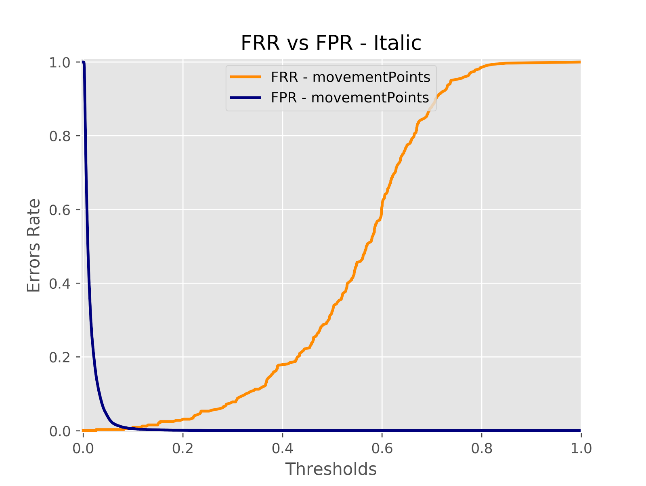 FRR vs FPR - Italic
FRR - movementPoints
FPR - movementPoints
Errors Rate
1.0
0.8
0.6
0.4
0.2
0.0
0.0 0.2 0.4 0.6 0.8 1.0
Thresholds